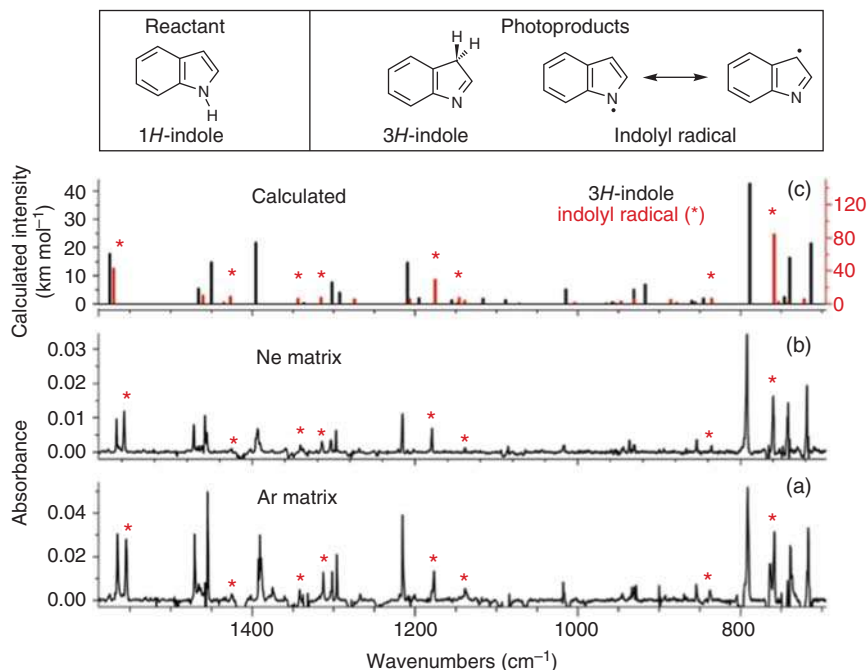 Reactant
Photoproducts
N
H
1H-indole
H
H
N
3H-indole
N
N
Indolyl radical
Calculated intensity
(km mol⁻¹)
40
30
20
10
0
Calculated
3H-indole
indolyl radical (*)
(c)
120
80
40
0
* * * * * * * *
Absorbance
0.03
0.02
0.01
0.00
Ne matrix
(b)
* * * * * * * *
0.04
0.02
0.00
Ar matrix
(a)
* * * * * * * *
1400 1200 1000 800
Wavenumbers (cm⁻¹)